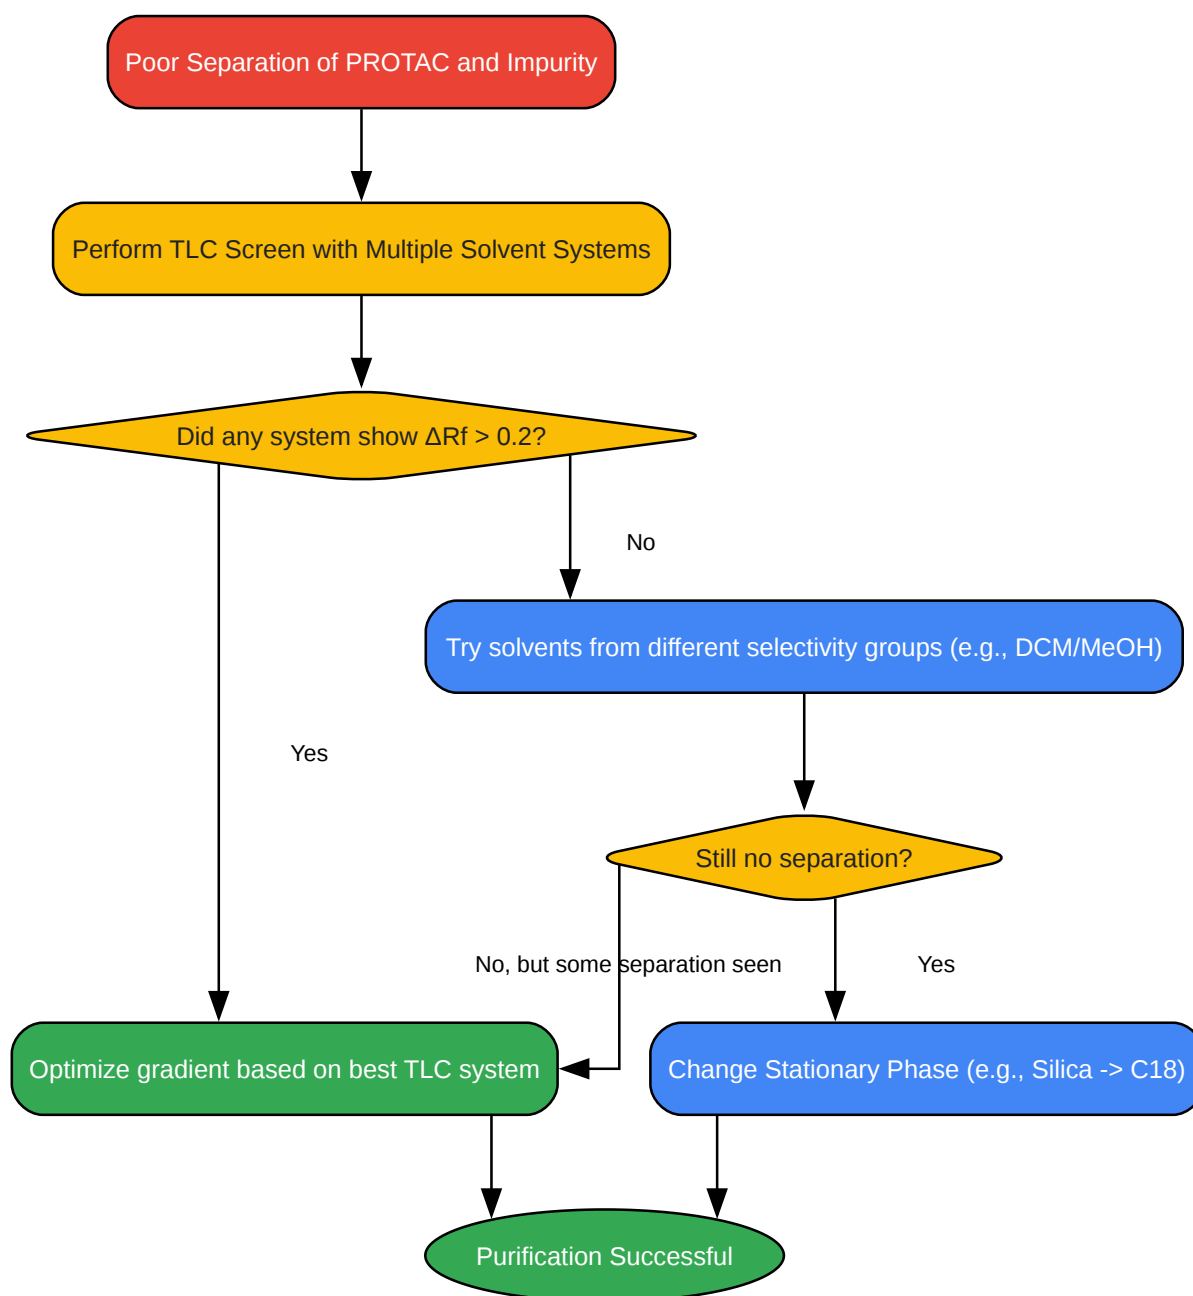 Poor Separation of PROTAC and Impurity
Perform TLC Screen with Multiple Solvent Systems
Did any system show ΔRf > 0.2?
No
Try solvents from different selectivity groups (e.g., DCM/MeOH)
Yes
Still no separation?
No, but some separation seen
Yes
Optimize gradient based on best TLC system
Change Stationary Phase (e.g., Silica -> C18)
Purification Successful